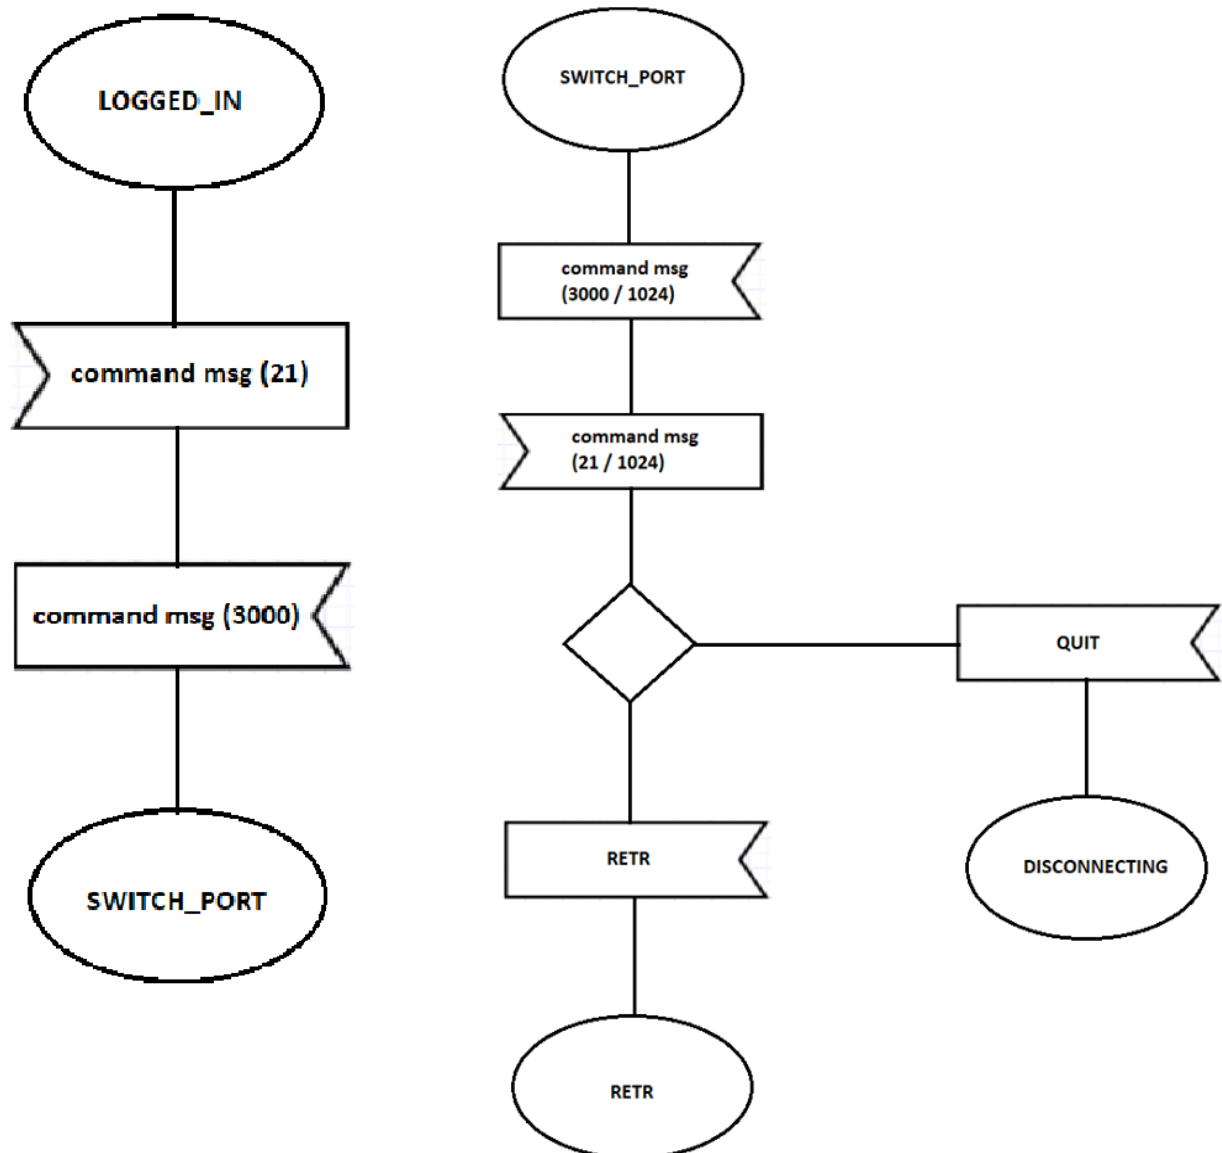 LOGGED_IN
command msg (21)
command msg (3000)
SWITCH_PORT
SWITCH_PORT
command msg
(3000 / 1024)
command msg
(21 / 1024)
QUIT
DISCONNECTING
RETR
RETR